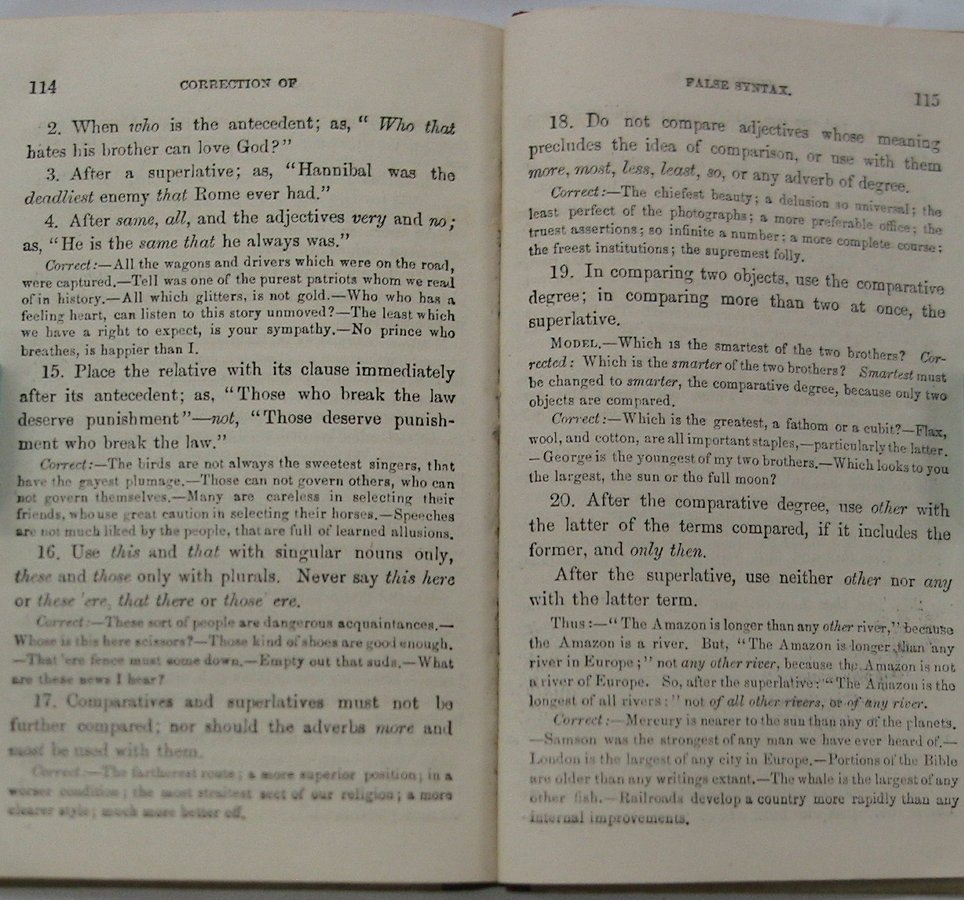 114 CORRECTION OF
2. When who is the antecedent; as, "Who that
hates his brother can love God?"
3. After a superlative; as, "Hannibal was the
deadliest enemy that Rome ever had."
4. After same, all, and the adjectives very and no;
as, "He is the same that he always was."
Correct:—All the wagons and drivers which were on the road,
were captured.—Tell was one of the purest patriots whom we read
of in history.—All which glitters, is not gold.—Who who has a
feeling heart, can listen to this story unmoved?—The least which
we have a right to expect, is your sympathy.—No prince who
breathes, is happier than I.
15. Place the relative with its clause immediately
after its antecedent; as, "Those who break the law
deserve punishment"—not, "Those deserve punish-
ment who break the law."
Correct:—The birds are not always the sweetest singers, that
have the gayest plumage.—Those can not govern others, who can
not govern themselves.—Many are careless in selecting their
friends, who use great caution in selecting their horses.—Speeches
are not much liked by the people, that are full of learned allusions.
16. Use this and that with singular nouns only,
these and those only with plurals. Never say this here
or these 'ere, that there or those 'ere.
Correct:—These sort of people are dangerous acquaintances.—
Whose is this here scissors?—Those kind of shoes are good enough.
—That 'ere fence must come down.—Empty out that suds.—What
are these news I hear?
17. Comparatives and superlatives must not be
further compared; nor should the adverbs more and
most be used with them.
Correct:—The fartherest route; a more superior position; in a
worser condition; the most straitest sect of our religion; a more
clearer style; much more better off.
FALSE SYNTAX. 115
18. Do not compare adjectives whose meaning
precludes the idea of comparison, or use with them
more, most, less, least, so, or any adverb of degree.
Correct:—The chiefest beauty; a delusion so universal; the
least perfect of the photographs; a more preferable office; the
truest assertions; so infinite a number; a more complete course;
the freest institutions; the supremest folly.
19. In comparing two objects, use the comparative
degree; in comparing more than two at once, the
superlative.
MODEL.—Which is the smartest of the two brothers? Cor-
rected: Which is the smarter of the two brothers? Smartest must
be changed to smarter, the comparative degree, because only two
objects are compared.
Correct:—Which is the greatest, a fathom or a cubit?—Flax,
wool, and cotton, are all important staples,—particularly the latter.
—George is the youngest of my two brothers.—Which looks to you
the largest, the sun or the full moon?
20. After the comparative degree, use other with
the latter of the terms compared, if it includes the
former, and only then.
After the superlative, use neither other nor any
with the latter term.
Thus:—"The Amazon is longer than any other river," because
the Amazon is a river. But, "The Amazon is longer than any
river in Europe;" not any other river, because the Amazon is not
a river of Europe. So, after the superlative: "The Amazon is the
longest of all rivers;" not of all other rivers, or of any river.
Correct:—Mercury is nearer to the sun than any of the planets.
—Samson was the strongest of any man we have ever heard of.—
London is the largest of any city in Europe.—Portions of the Bible
are older than any writings extant.—The whale is the largest of any
other fish.—Railroads develop a country more rapidly than any
internal improvements.